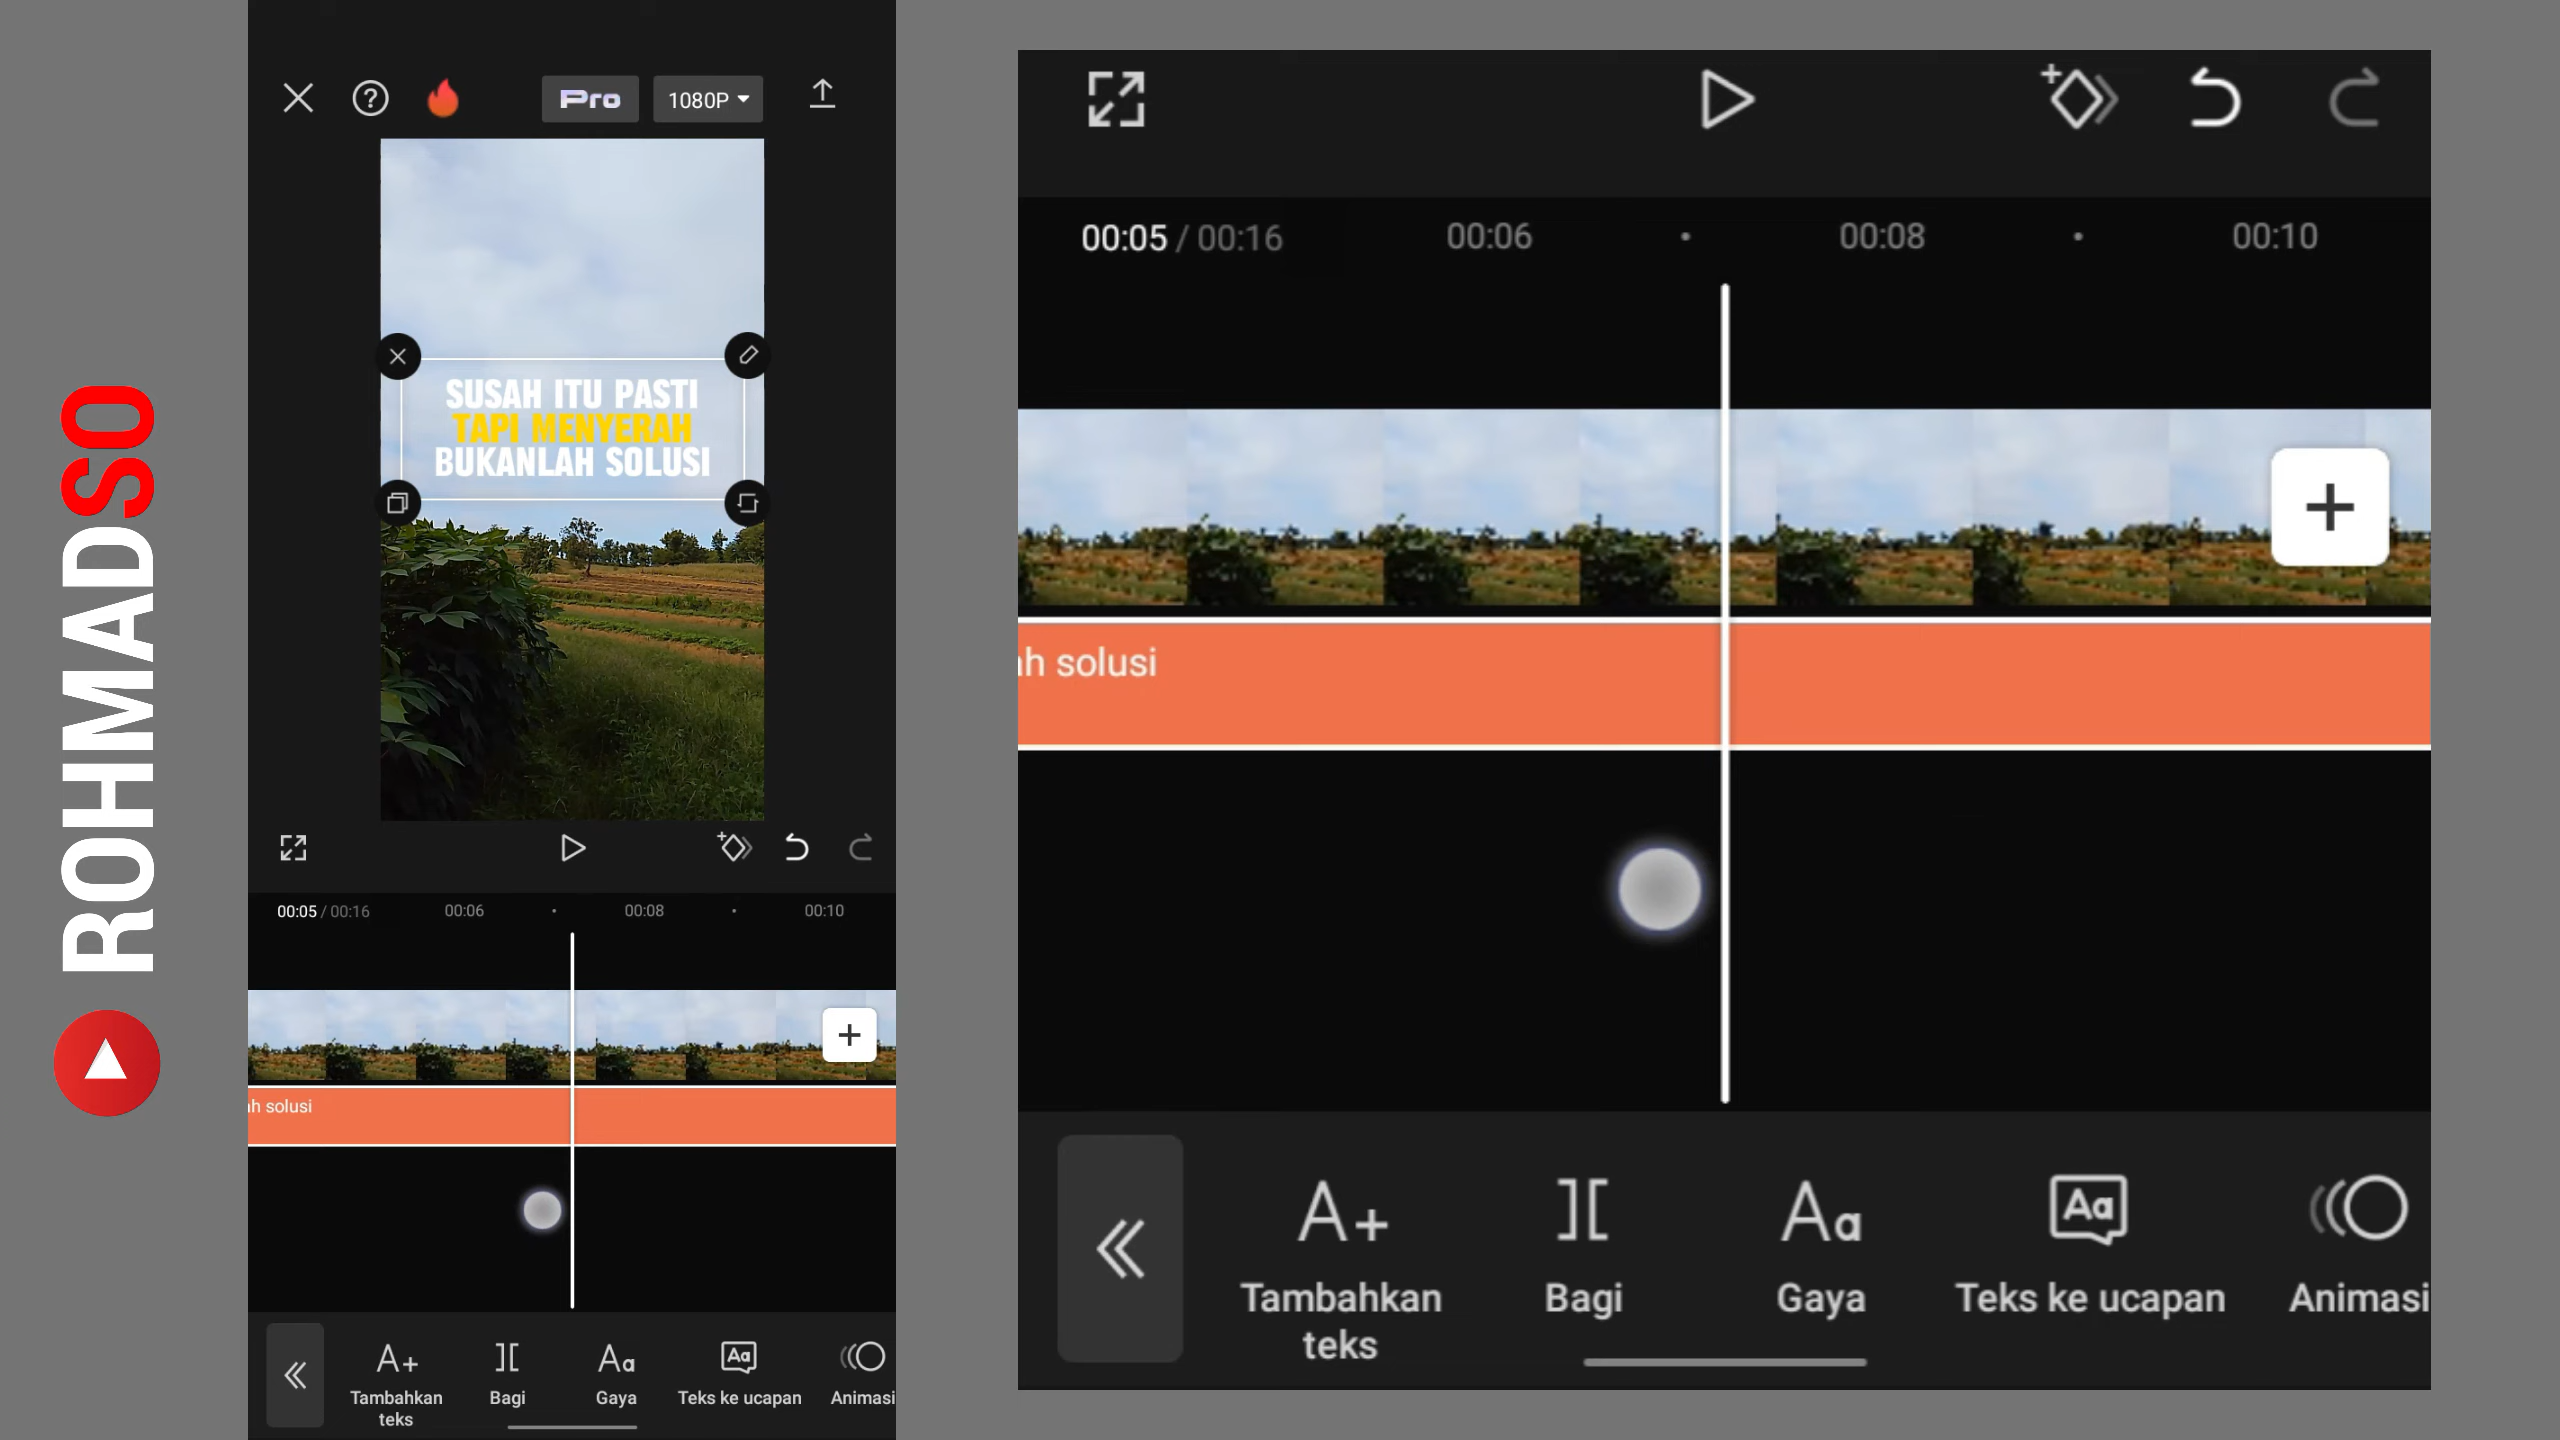 ROHMADSO
Pro
1080P
SUSAH ITU PASTI
TAPI MENYERAH
BUKANLAH SOLUSI
00:05 / 00:16 00:06 00:08 00:10
solusi
Tambahkan
teks
Bagi
Gaya
Teks ke ucapan
Animasi
00:05 / 00:16 00:06 00:08 00:10
solusi
Tambahkan
teks
Bagi
Gaya
Teks ke ucapan
Animasi